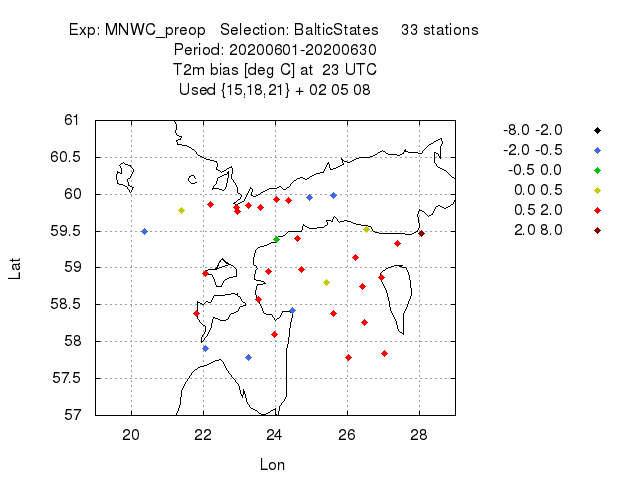 Exp: MNWC_preop   Selection: BalticStates     33 stations
Period: 20200601-20200630
T2m bias [deg C] at  23 UTC
Used {15,18,21} + 02 05 08
61
60.5
60
59.5
59
58.5
58
57.5
57
Lat
20 22 24 26 28
Lon
-8.0 -2.0
-2.0 -0.5
-0.5 0.0
0.0 0.5
0.5 2.0
2.0 8.0